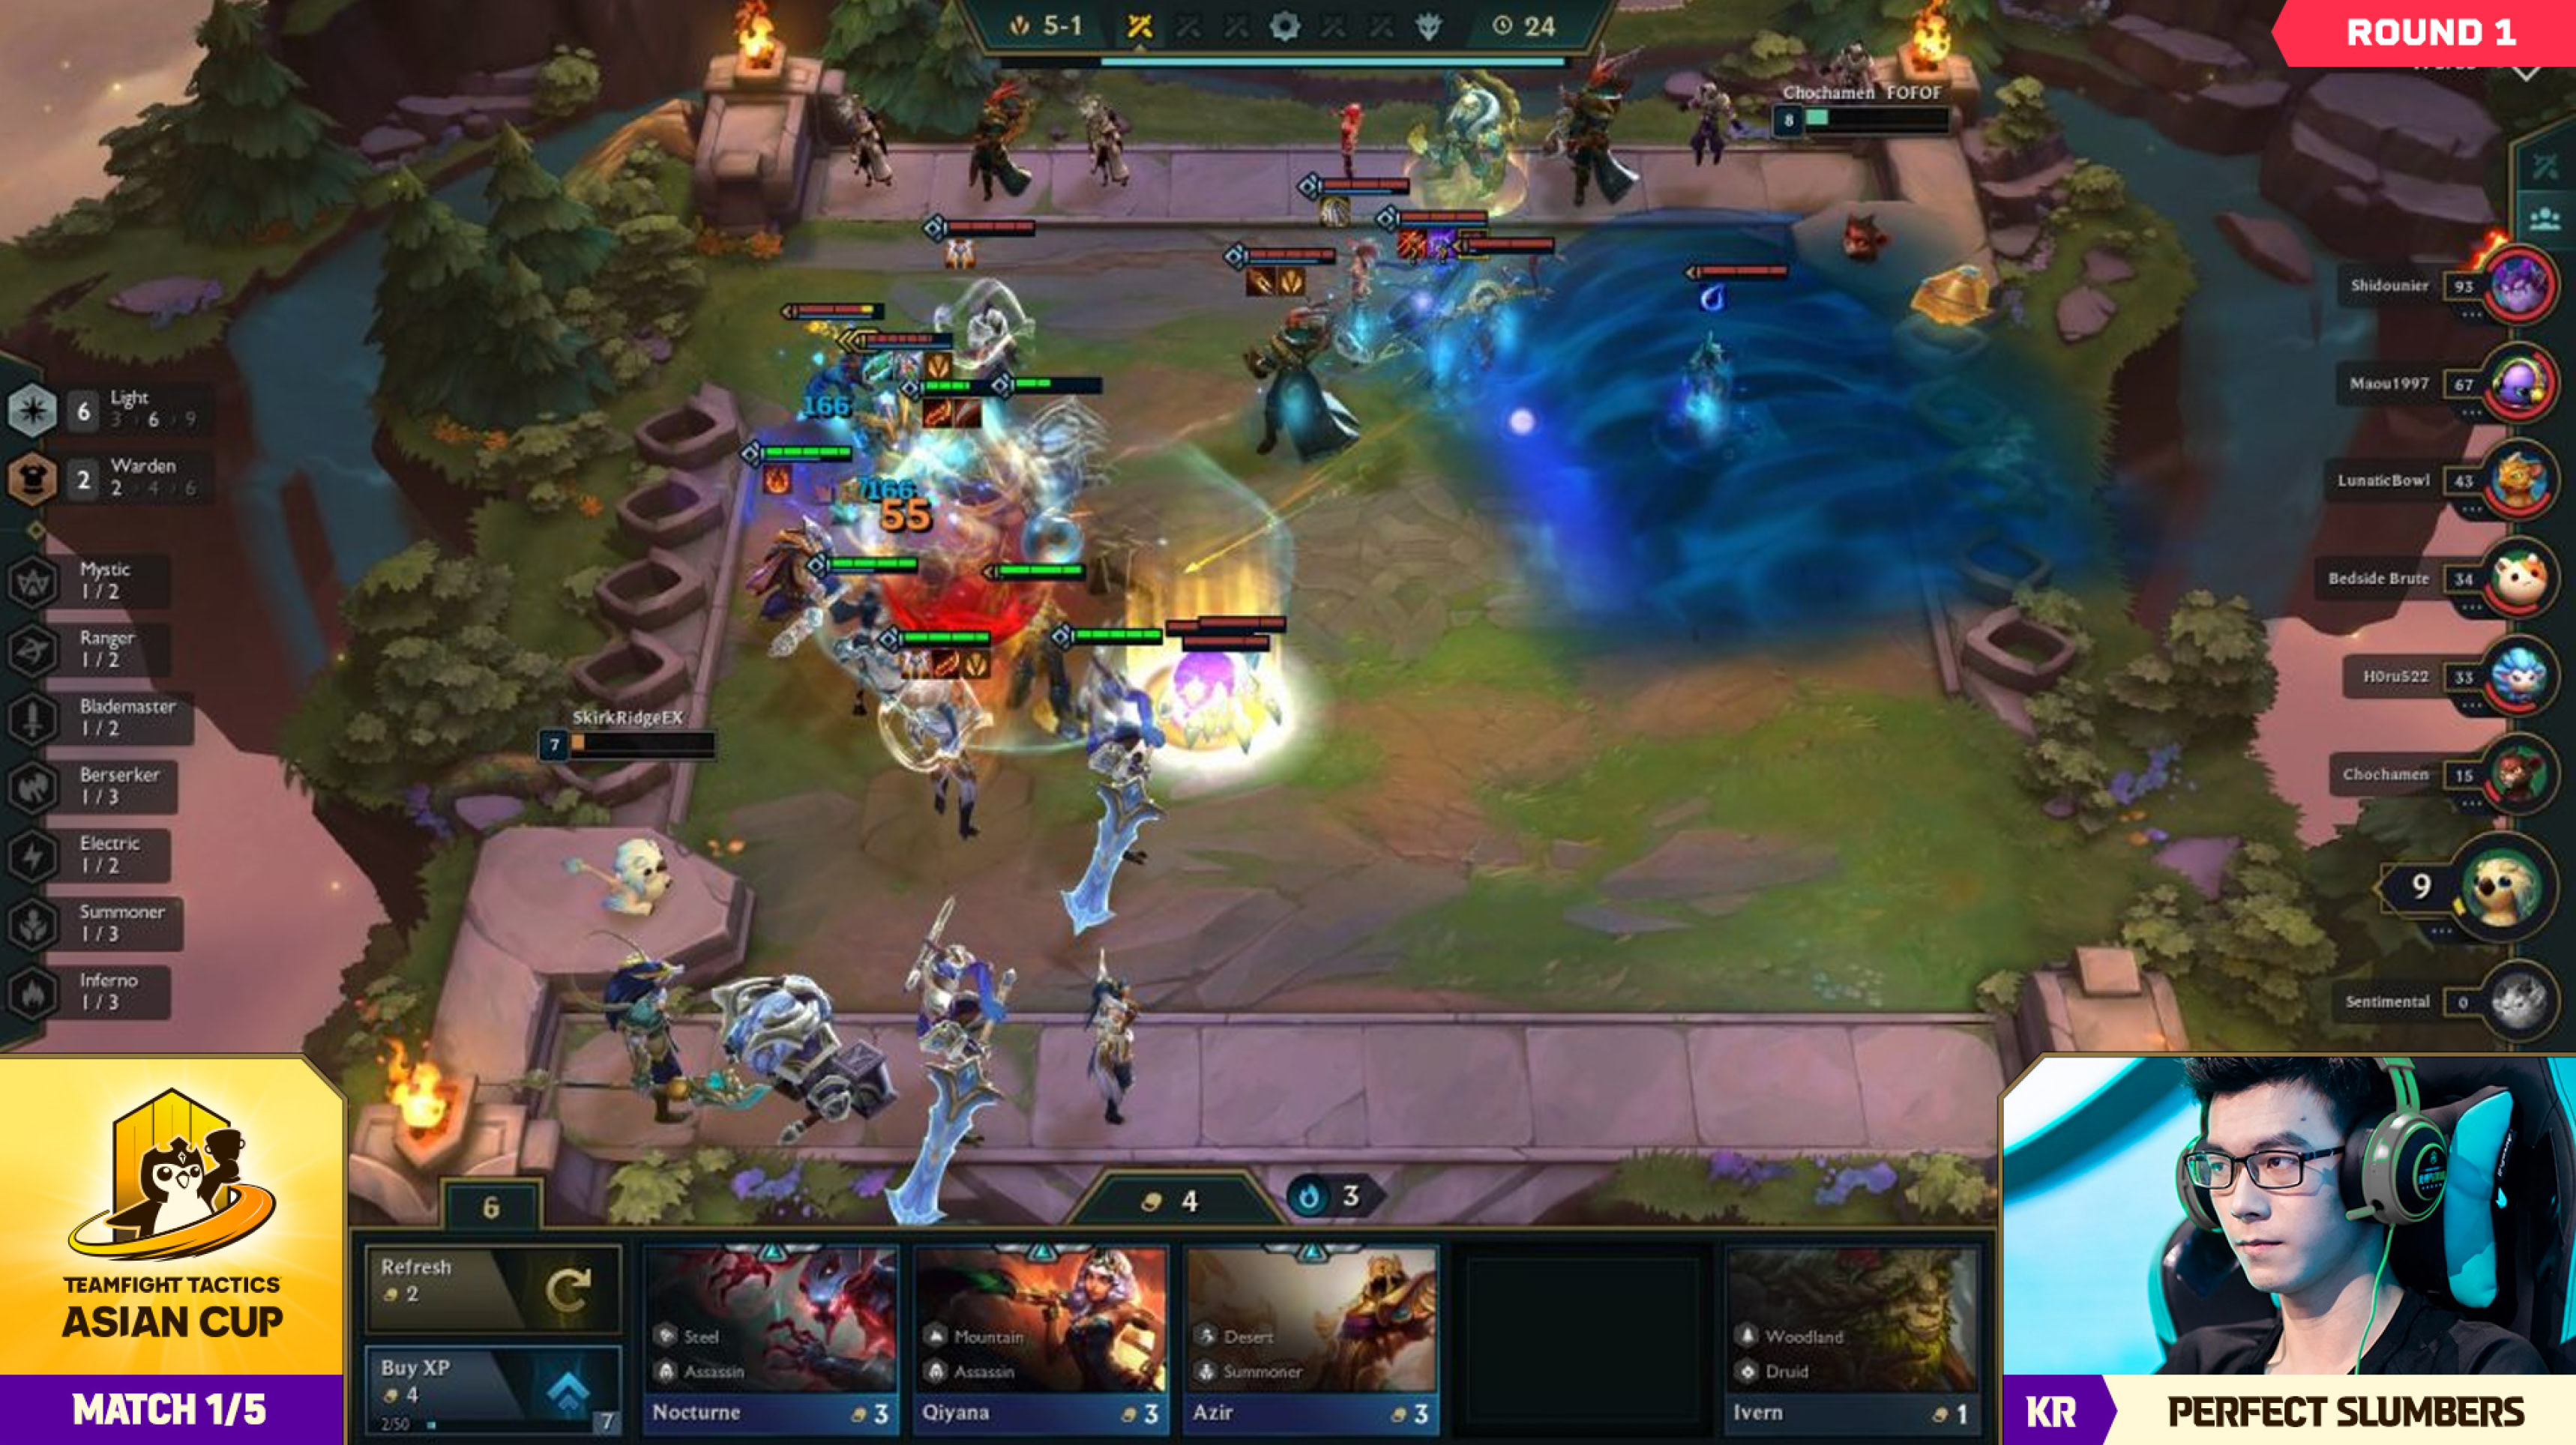 5-1
24
ROUND 1
Chochamen FOFOF
8
Shidounier 93
Maou1997 67
LunaticBowl 43
Bedside Brute 34
H0ru522 33
Chochamen 15
9
Sentimental 0
6 Light
3 6 9
2 Warden
2 4 6
Mystic
1 / 2
Ranger
1 / 2
Blademaster
1 / 2
Berserker
1 / 3
Electric
1 / 2
Summoner
1 / 3
Inferno
1 / 3
166
166
55
SkirkRidgeEX
7
6
4
3
Refresh
2
Buy XP
4
2/50
7
Steel
Assassin
Nocturne 3
Mountain
Assassin
Qiyana 3
Desert
Summoner
Azir 3
Woodland
Druid
Ivern 1
TEAMFIGHT TACTICS
ASIAN CUP
MATCH 1/5
KR
PERFECT SLUMBERS